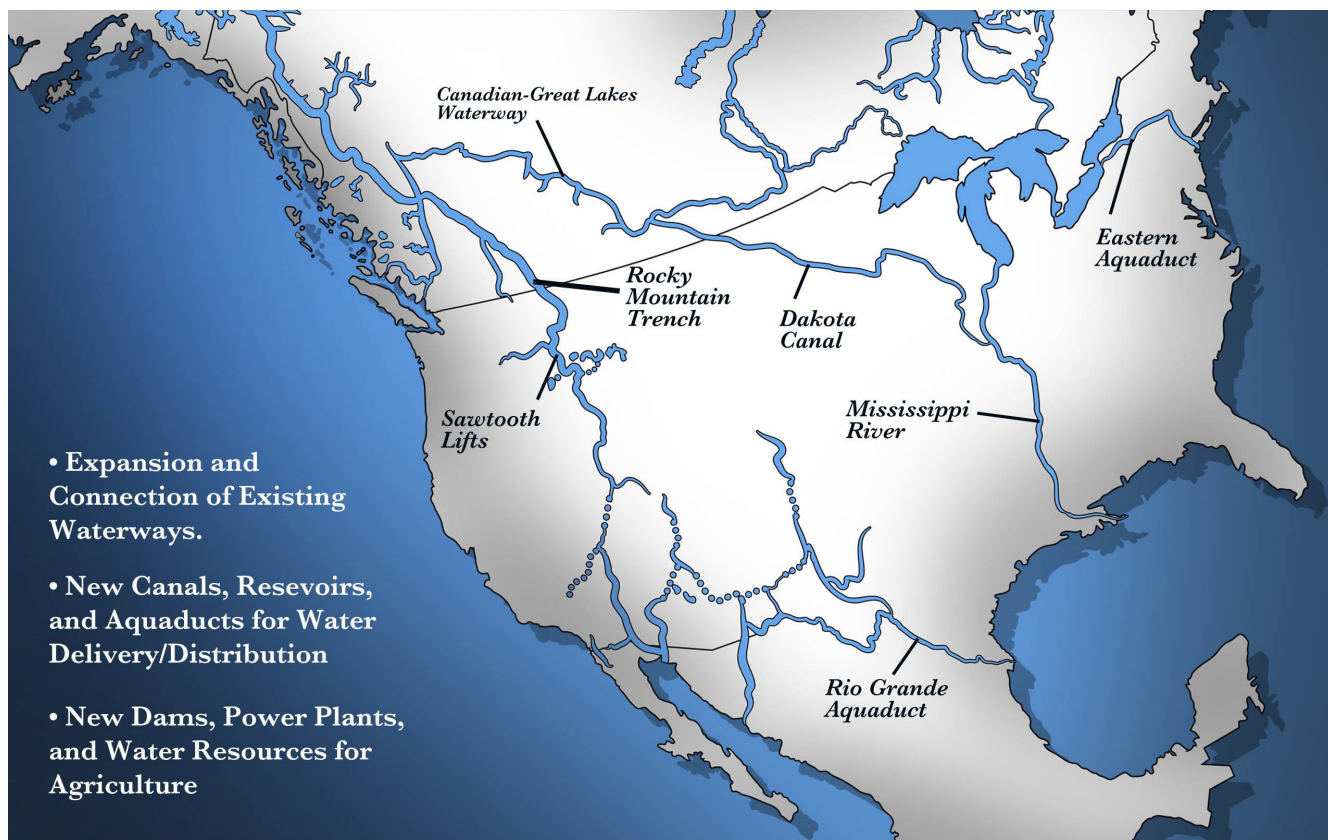 Canadian-Great Lakes
Waterway
Eastern
Aquaduct
Rocky
Mountain
Trench
Dakota
Canal
Sawtooth
Lifts
Mississippi
River
• Expansion and
Connection of Existing
Waterways.
• New Canals, Resevoirs,
and Aquaducts for Water
Delivery/Distribution
Rio Grande
Aquaduct
• New Dams, Power Plants,
and Water Resources for
Agriculture